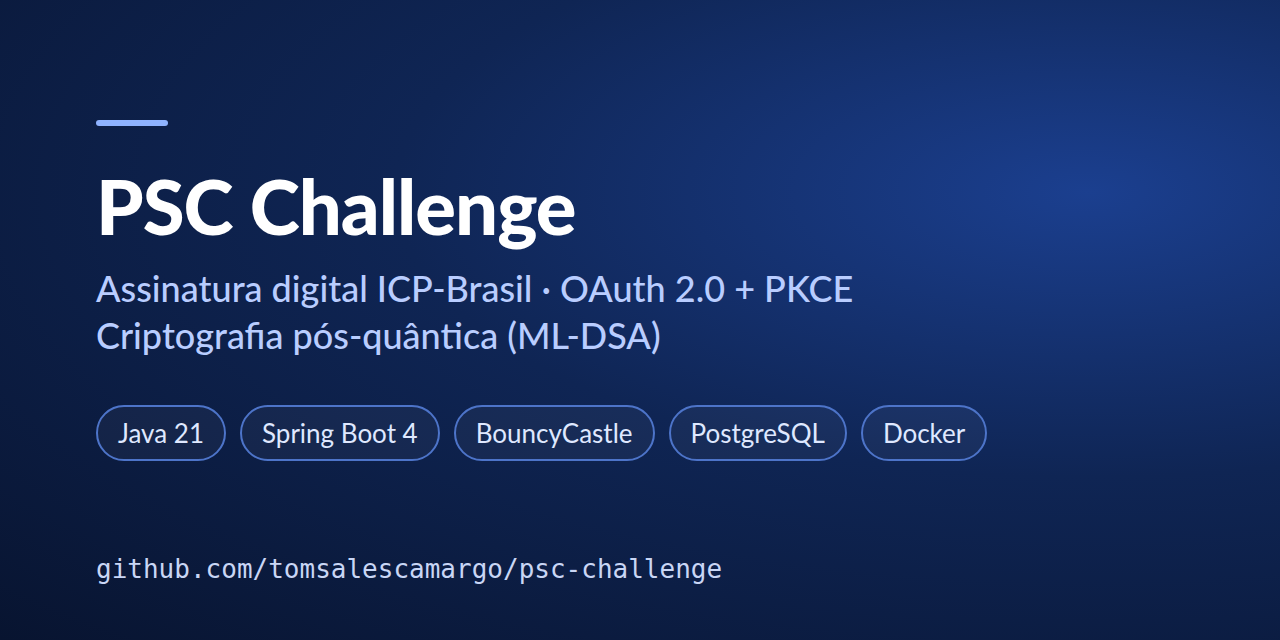 PSC Challenge
Assinatura digital ICP-Brasil · OAuth 2.0 + PKCE
Criptografia pós-quântica (ML-DSA)
Java 21 Spring Boot 4 BouncyCastle PostgreSQL Docker
github.com/tomsalescamargo/psc-challenge